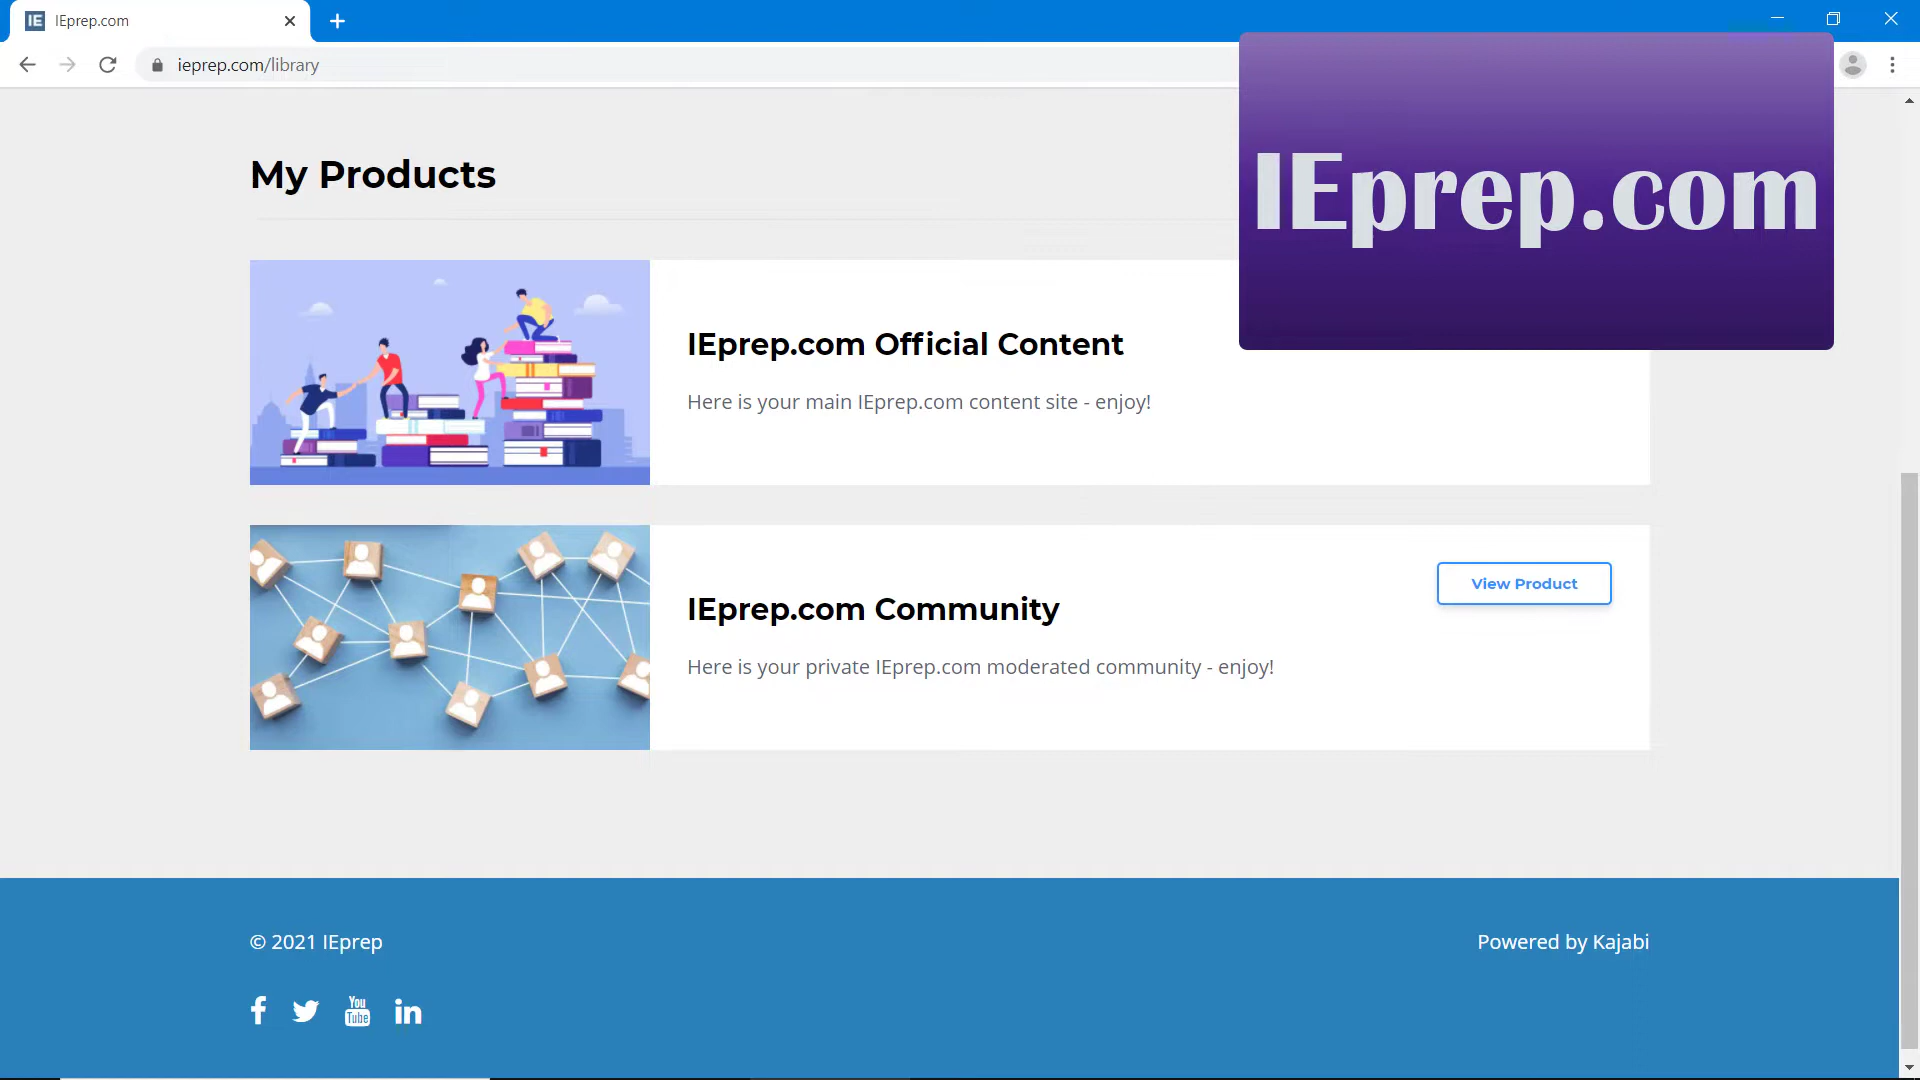 IE IEprep.com
ieprep.com/library
IEprep.com
My Products
IEprep.com Official Content
Here is your main IEprep.com content site - enjoy!
View Product
IEprep.com Community
Here is your private IEprep.com moderated community - enjoy!
© 2021 IEprep
Powered by Kajabi
You
Tube
in